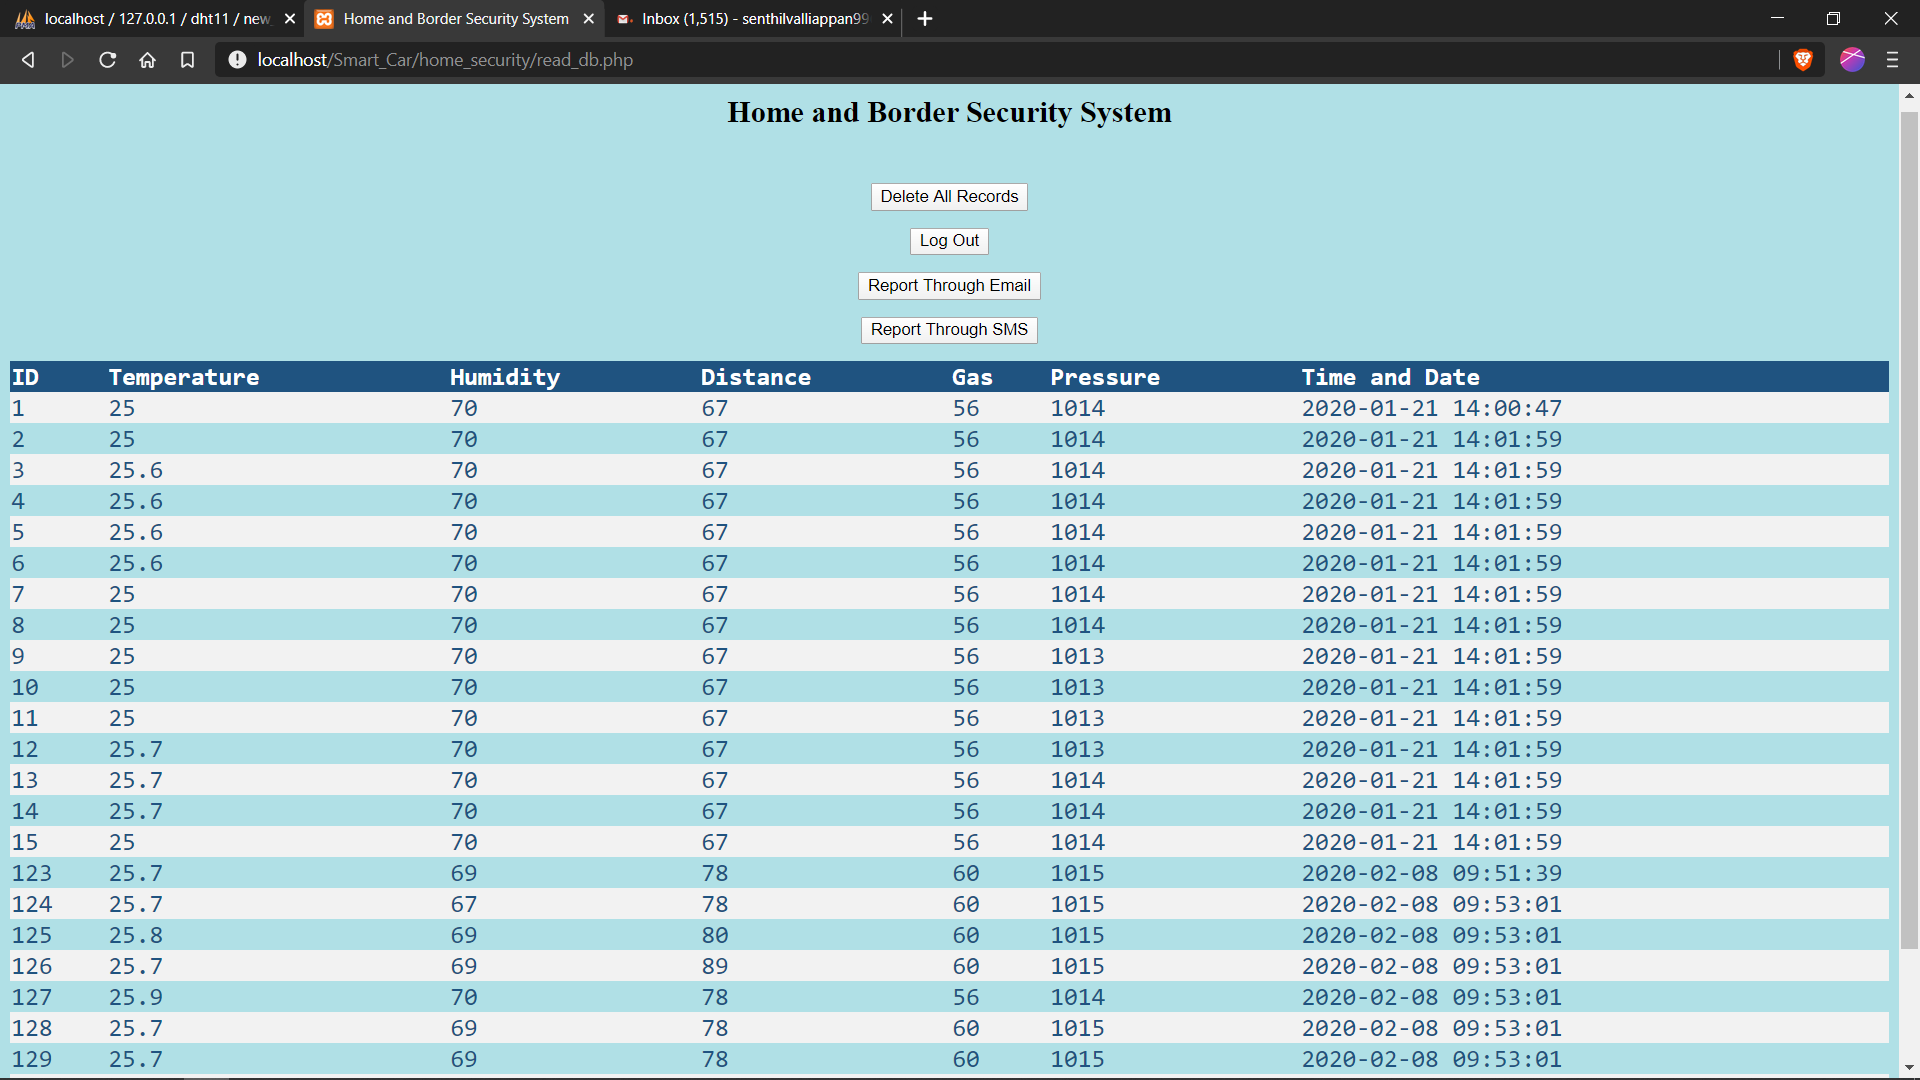 localhost / 127.0.0.1 / dht11 / new_
Home and Border Security System
Inbox (1,515) - senthilvalliappan99
localhost/Smart_Car/home_security/read_db.php
Home and Border Security System
Delete All Records
Log Out
Report Through Email
Report Through SMS
ID Temperature Humidity Distance Gas Pressure Time and Date
1 25 70 67 56 1014 2020-01-21 14:00:47
2 25 70 67 56 1014 2020-01-21 14:01:59
3 25.6 70 67 56 1014 2020-01-21 14:01:59
4 25.6 70 67 56 1014 2020-01-21 14:01:59
5 25.6 70 67 56 1014 2020-01-21 14:01:59
6 25.6 70 67 56 1014 2020-01-21 14:01:59
7 25 70 67 56 1014 2020-01-21 14:01:59
8 25 70 67 56 1014 2020-01-21 14:01:59
9 25 70 67 56 1013 2020-01-21 14:01:59
10 25 70 67 56 1013 2020-01-21 14:01:59
11 25 70 67 56 1013 2020-01-21 14:01:59
12 25.7 70 67 56 1013 2020-01-21 14:01:59
13 25.7 70 67 56 1014 2020-01-21 14:01:59
14 25.7 70 67 56 1014 2020-01-21 14:01:59
15 25 70 67 56 1014 2020-01-21 14:01:59
123 25.7 69 78 60 1015 2020-02-08 09:51:39
124 25.7 67 78 60 1015 2020-02-08 09:53:01
125 25.8 69 80 60 1015 2020-02-08 09:53:01
126 25.7 69 89 60 1015 2020-02-08 09:53:01
127 25.9 70 78 56 1014 2020-02-08 09:53:01
128 25.7 69 78 60 1015 2020-02-08 09:53:01
129 25.7 69 78 60 1015 2020-02-08 09:53:01